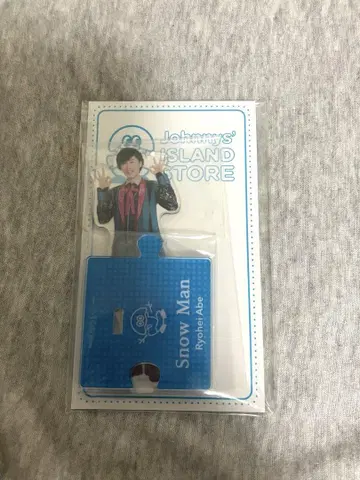 Johnnys'
ISLAND
STORE
Snow Man
Ryohei Abe